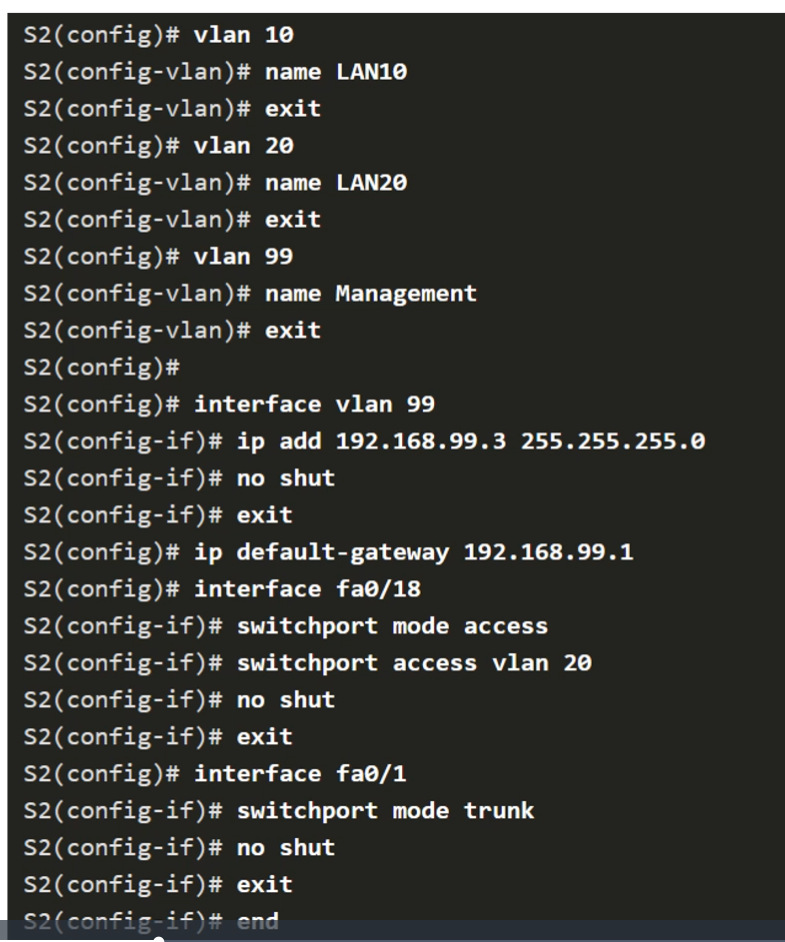 S2(config)# vlan 10
S2(config-vlan)# name LAN10
S2(config-vlan)# exit
S2(config)# vlan 20
S2(config-vlan)# name LAN20
S2(config-vlan)# exit
S2(config)# vlan 99
S2(config-vlan)# name Management
S2(config-vlan)# exit
S2(config)#
S2(config)# interface vlan 99
S2(config-if)# ip add 192.168.99.3 255.255.255.0
S2(config-if)# no shut
S2(config-if)# exit
S2(config)# ip default-gateway 192.168.99.1
S2(config)# interface fa0/18
S2(config-if)# switchport mode access
S2(config-if)# switchport access vlan 20
S2(config-if)# no shut
S2(config-if)# exit
S2(config)# interface fa0/1
S2(config-if)# switchport mode trunk
S2(config-if)# no shut
S2(config-if)# exit
S2(config-if)# end